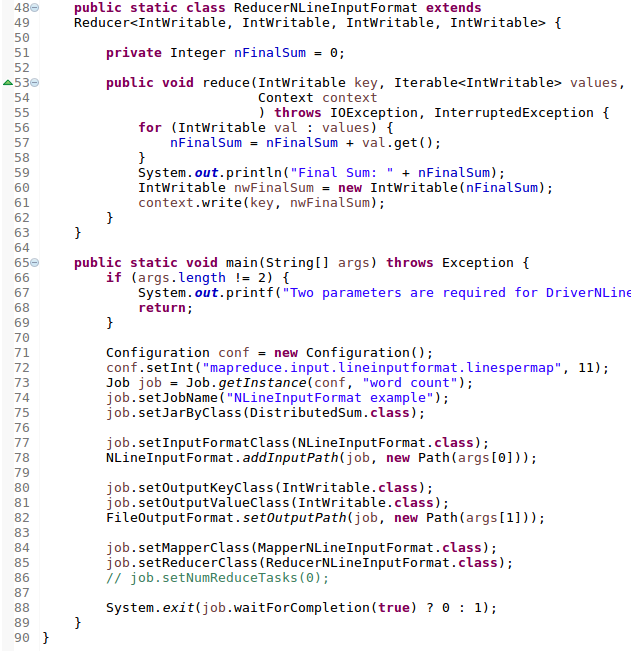 48 public static class ReducerNLineInputFormat extends
49 Reducer<IntWritable, IntWritable, IntWritable, IntWritable> {
50
51 private Integer nFinalSum = 0;
52
53 public void reduce(IntWritable key, Iterable<IntWritable> values,
54 Context context
55 ) throws IOException, InterruptedException {
56 for (IntWritable val : values) {
57 nFinalSum = nFinalSum + val.get();
58 }
59 System.out.println("Final Sum: " + nFinalSum);
60 IntWritable nwFinalSum = new IntWritable(nFinalSum);
61 context.write(key, nwFinalSum);
62 }
63 }
64
65 public static void main(String[] args) throws Exception {
66 if (args.length != 2) {
67 System.out.printf("Two parameters are required for DriverNLine
68 return;
69 }
70
71 Configuration conf = new Configuration();
72 conf.setInt("mapreduce.input.lineinputformat.linespermap", 11);
73 Job job = Job.getInstance(conf, "word count");
74 job.setJobName("NLineInputFormat example");
75 job.setJarByClass(DistributedSum.class);
76
77 job.setInputFormatClass(NLineInputFormat.class);
78 NLineInputFormat.addInputPath(job, new Path(args[0]));
79
80 job.setOutputKeyClass(IntWritable.class);
81 job.setOutputValueClass(IntWritable.class);
82 FileOutputFormat.setOutputPath(job, new Path(args[1]));
83
84 job.setMapperClass(MapperNLineInputFormat.class);
85 job.setReducerClass(ReducerNLineInputFormat.class);
86 // job.setNumReduceTasks(0);
87
88 System.exit(job.waitForCompletion(true) ? 0 : 1);
89 }
90 }